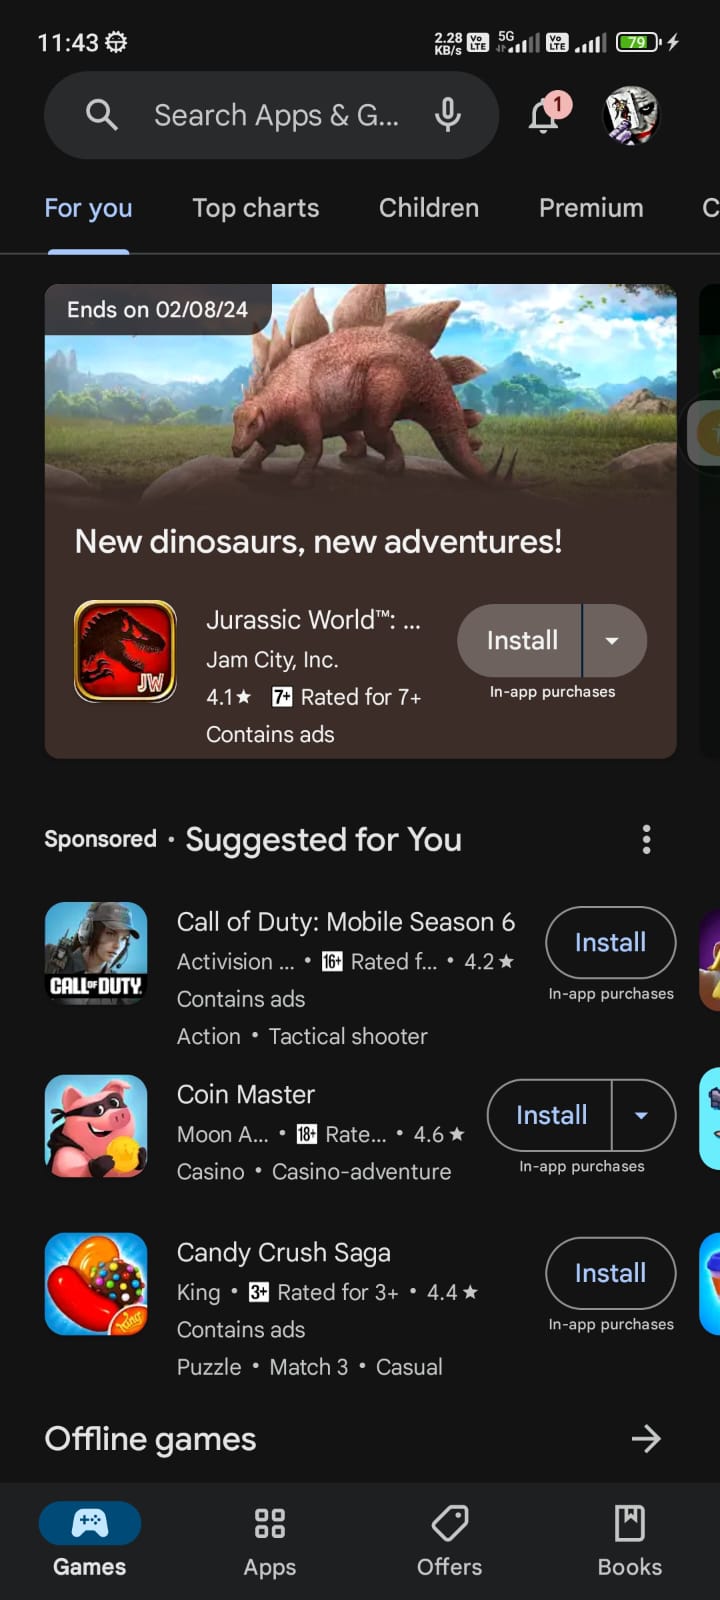 11:43
2.28 KB/s Vo LTE 5G Vo LTE 79
Search Apps & G...
1
For you Top charts Children Premium C
Ends on 02/08/24
New dinosaurs, new adventures!
Jurassic World™: ...
Jam City, Inc.
4.1★ 7+ Rated for 7+
Contains ads
Install
In-app purchases
JW
Sponsored • Suggested for You
Call of Duty: Mobile Season 6
Activision ... • 16+ Rated f... • 4.2★
Contains ads
Action • Tactical shooter
Install
In-app purchases
CALL OF DUTY
Coin Master
Moon A... • 18+ Rate... • 4.6★
Casino • Casino-adventure
Install
In-app purchases
Candy Crush Saga
King • 3+ Rated for 3+ • 4.4★
Contains ads
Puzzle • Match 3 • Casual
Install
In-app purchases
King
Offline games
Games Apps Offers Books